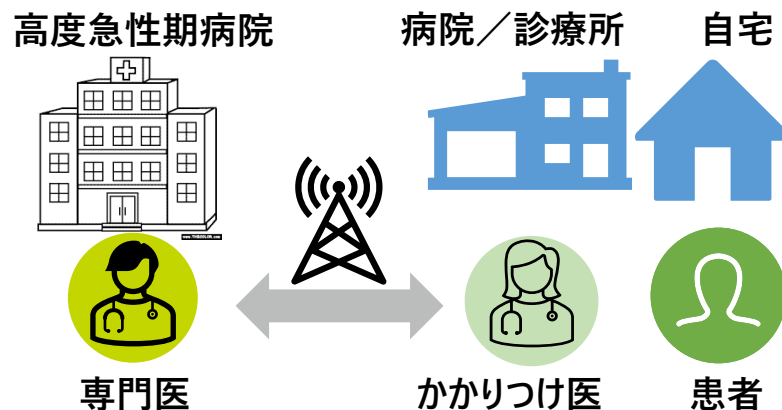 高度急性期病院
病院／診療所
自宅
専門医
かかりつけ医
患者